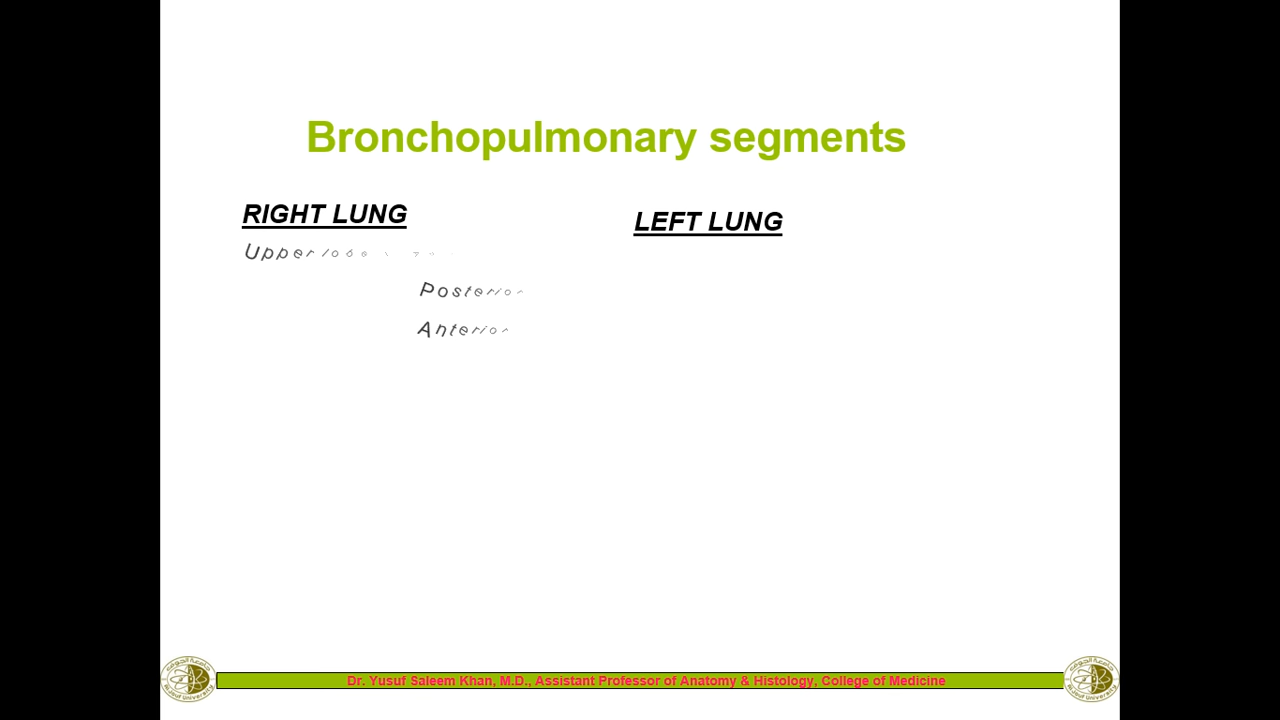 Bronchopulmonary segments
RIGHT LUNG
LEFT LUNG
Upper lobe
Posterior
Anterior
Dr. Yusuf Saleem Khan, M.D., Assistant Professor of Anatomy & Histology, College of Medicine